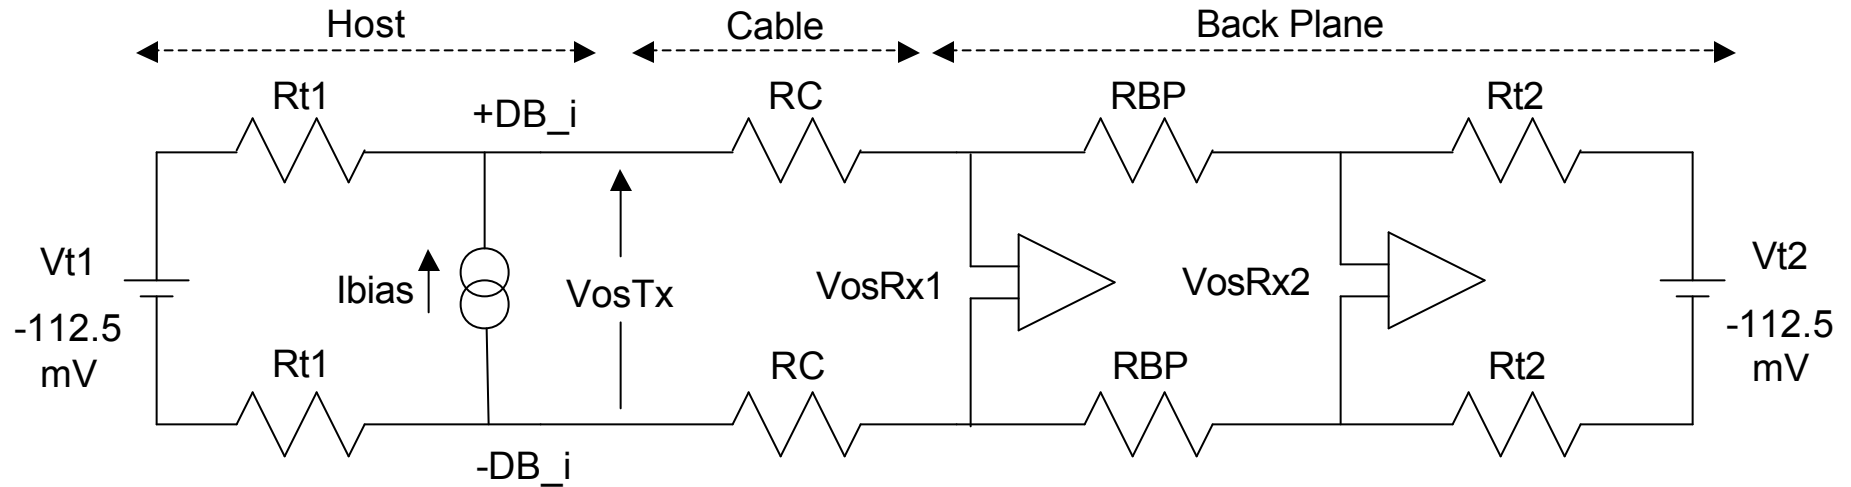 Host
Cable
Back Plane
Rt1
+DB_i
RC
RBP
Rt2
Vt1
-112.5
mV
Ibias
VosTx
VosRx1
VosRx2
Vt2
-112.5
mV
Rt1
RC
RBP
Rt2
-DB_i